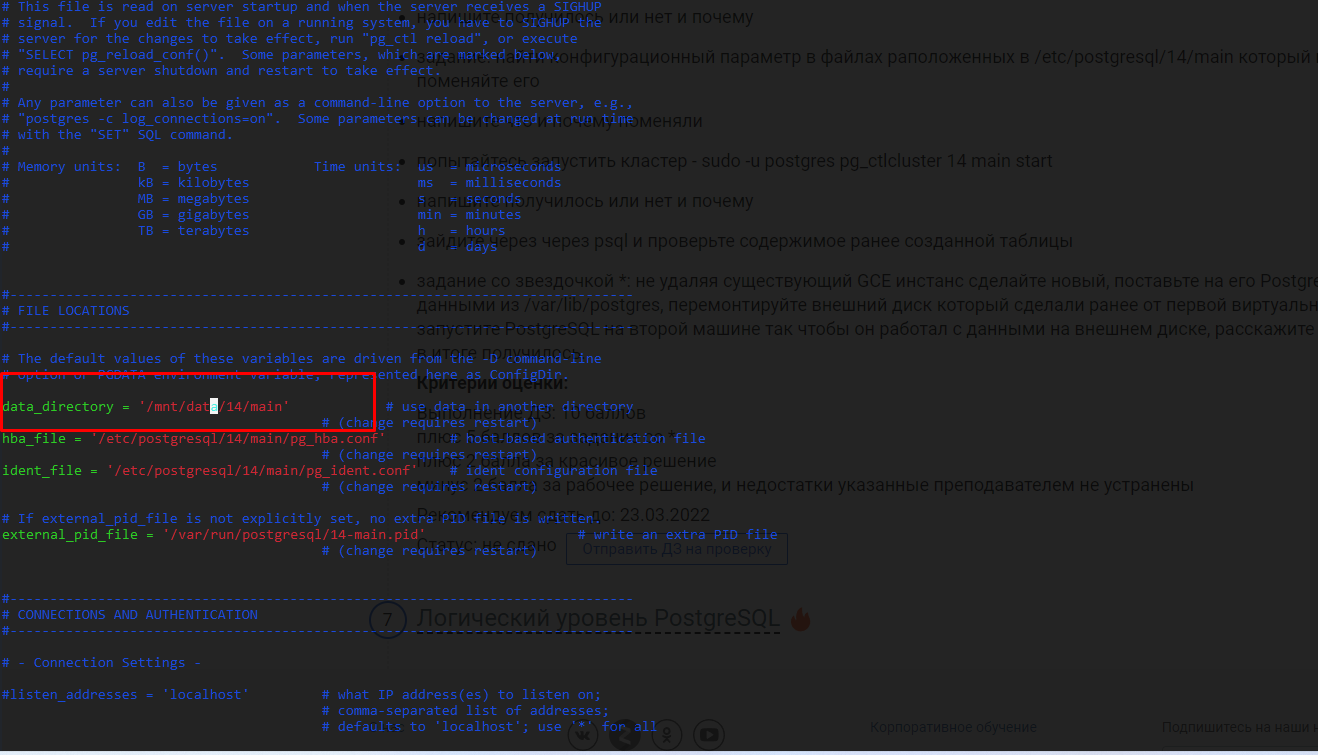 # This file is read on server startup and when the server receives a SIGHUP
# signal.  If you edit the file on a running system, you have to SIGHUP the
# server for the changes to take effect, run "pg_ctl reload", or execute
# "SELECT pg_reload_conf()".  Some parameters, which are marked below,
# require a server shutdown and restart to take effect.
#
# Any parameter can also be given as a command-line option to the server, e.g.,
# "postgres -c log_connections=on".  Some parameters can be changed at run time
# with the "SET" SQL command.
#
# Memory units:  B  = bytes            Time units:  us  = microseconds
#                kB = kilobytes                     ms  = milliseconds
#                MB = megabytes                     s   = seconds
#                GB = gigabytes                     min = minutes
#                TB = terabytes                     h   = hours
#                                                   d   = days
#------------------------------------------------------------------------------
# FILE LOCATIONS
#------------------------------------------------------------------------------
# The default values of these variables are driven from the -D command-line
# option or PGDATA environment variable, represented here as ConfigDir.
data_directory = '/mnt/data/14/main'            # use data in another directory
# (change requires restart)
hba_file = '/etc/postgresql/14/main/pg_hba.conf'        # host-based authentication file
# (change requires restart)
ident_file = '/etc/postgresql/14/main/pg_ident.conf'    # ident configuration file
# (change requires restart)
# If external_pid_file is not explicitly set, no extra PID file is written.
external_pid_file = '/var/run/postgresql/14-main.pid'                   # write an extra PID file
# (change requires restart)
#------------------------------------------------------------------------------
# CONNECTIONS AND AUTHENTICATION
#------------------------------------------------------------------------------
# - Connection Settings -
#listen_addresses = 'localhost'         # what IP address(es) to listen on;
# comma-separated list of addresses;
# defaults to 'localhost'; use '*' for all
напишите получилось или нет и почему
задание: найти конфигурационный параметр в файлах раположенных в /etc/postgresql/14/main который
поменяйте его
напишите что и почему поменяли
попытайтесь запустить кластер - sudo -u postgres pg_ctlcluster 14 main start
напишите получилось или нет и почему
зайдите через через psql и проверьте содержимое ранее созданной таблицы
задание со звездочкой *: не удаляя существующий GCE инстанс сделайте новый, поставьте на его
данными из /var/lib/postgres, перемонтируйте внешний диск который сделали ранее от первой
запустите PostgreSQL на второй машине так чтобы он работал с данными на внешнем диске, расскажите
в итоге получилось.
Критерии оценки:
Выполнение ДЗ: 10 баллов
плюс 5 баллов за задание со *
плюс 2 балла за красивое решение
минус 2 балла за рабочее решение, и недостатки указанные преподавателем не устранены
Рекомендуем сдать до: 23.03.2022
Статус: не сдано
Отправить ДЗ на проверку
7
Логический уровень PostgreSQL
Корпоративное обучение
Подпишитесь на наши